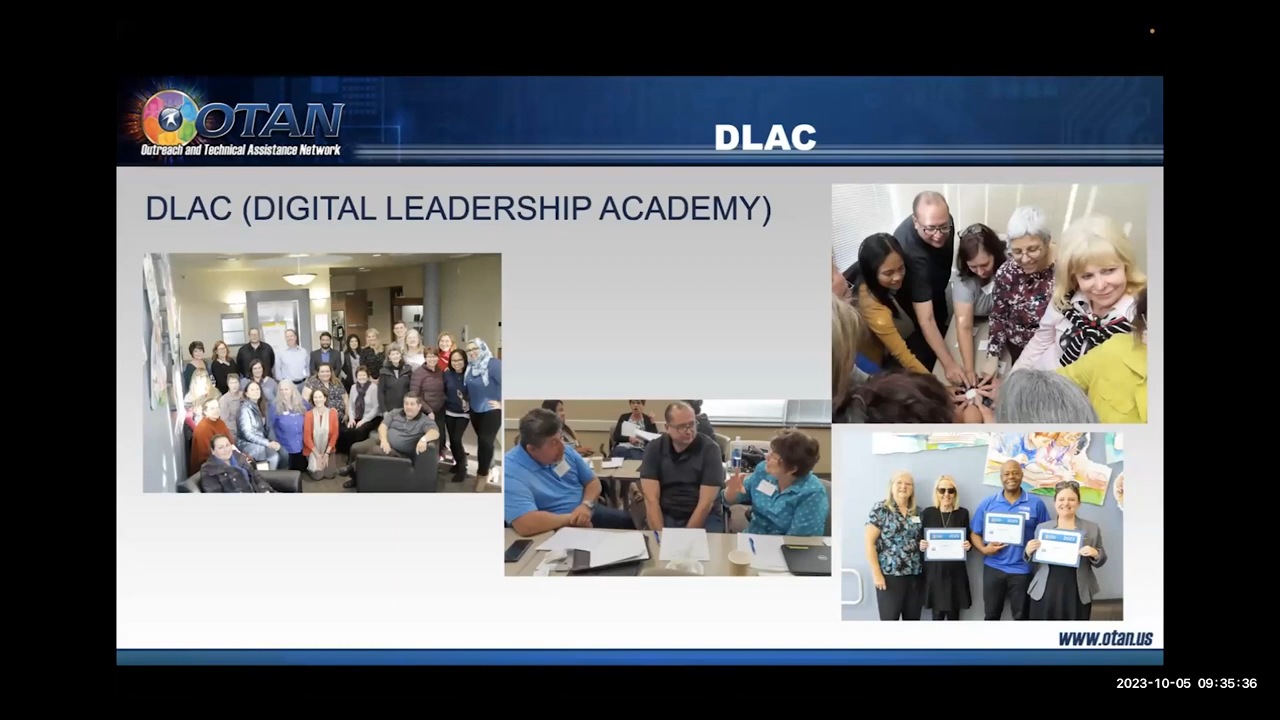 OTAN
Outreach and Technical Assistance Network
DLAC
DLAC (DIGITAL LEADERSHIP ACADEMY)
www.otan.us
2023-10-05 09:35:36